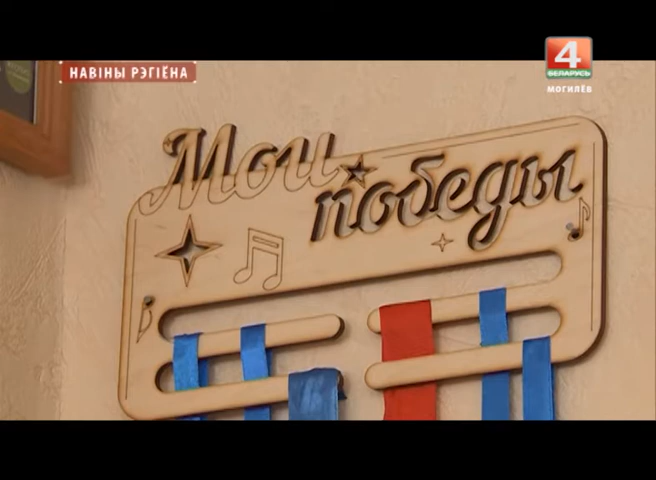 НАВІНЫ РЭГІЁНА
4
БЕЛАРУСЬ
МОГИЛЁВ
Мои
победы